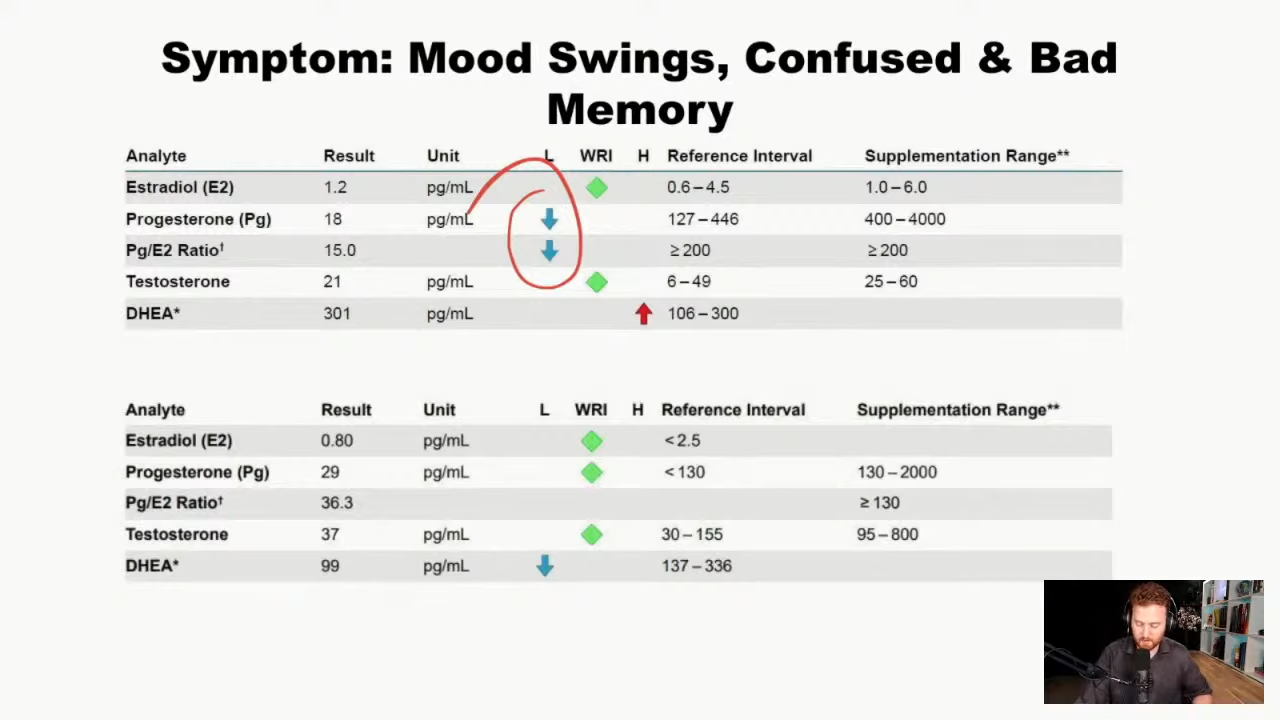 Symptom: Mood Swings, Confused & Bad
Memory
Analyte Result Unit L WRI H Reference Interval Supplementation Range**
Estradiol (E2) 1.2 pg/mL 0.6 – 4.5 1.0 – 6.0
Progesterone (Pg) 18 pg/mL 127 – 446 400 – 4000
Pg/E2 Ratio† 15.0 ≥ 200 ≥ 200
Testosterone 21 pg/mL 6 – 49 25 – 60
DHEA* 301 pg/mL 106 – 300
Analyte Result Unit L WRI H Reference Interval Supplementation Range**
Estradiol (E2) 0.80 pg/mL < 2.5
Progesterone (Pg) 29 pg/mL < 130 130 – 2000
Pg/E2 Ratio† 36.3 ≥ 130
Testosterone 37 pg/mL 30 – 155 95 – 800
DHEA* 99 pg/mL 137 – 336